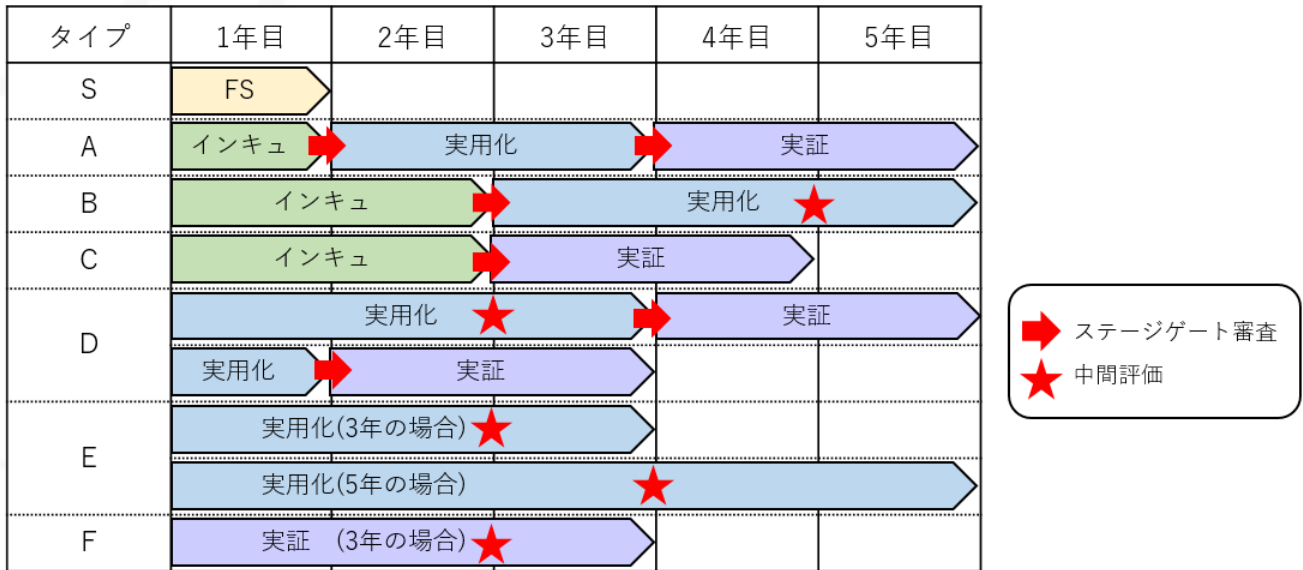 タイプ 1年目 2年目 3年目 4年目 5年目
S FS
A インキュ 実用化 実証
B インキュ 実用化
C インキュ 実証
D 実用化 実証
実用化 実証
E 実用化(3年の場合)
実用化(5年の場合)
F 実証 (3年の場合)
ステージゲート審査
中間評価